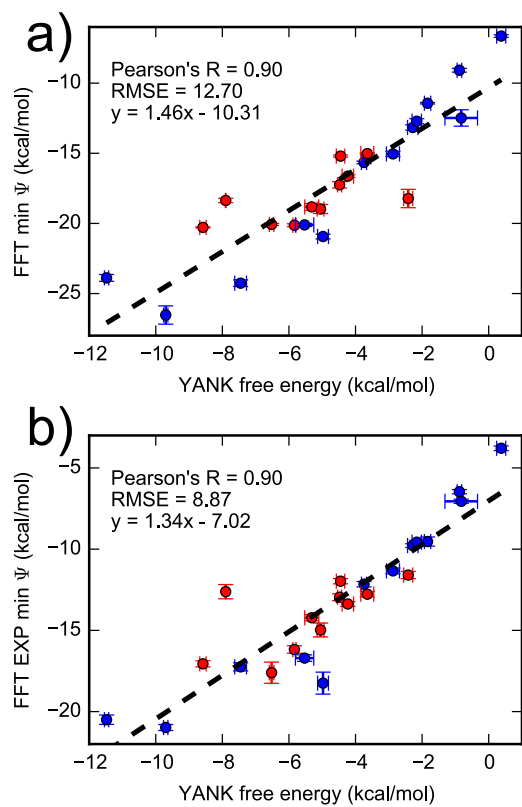 a)
Pearson's R = 0.90
RMSE = 12.70
y = 1.46x - 10.31
FFT min Ψ (kcal/mol)
−10
−15
−20
−25
−12 −10 −8 −6 −4 −2 0
YANK free energy (kcal/mol)
b)
Pearson's R = 0.90
RMSE = 8.87
y = 1.34x - 7.02
FFT EXP min Ψ (kcal/mol)
−5
−10
−15
−20
−12 −10 −8 −6 −4 −2 0
YANK free energy (kcal/mol)